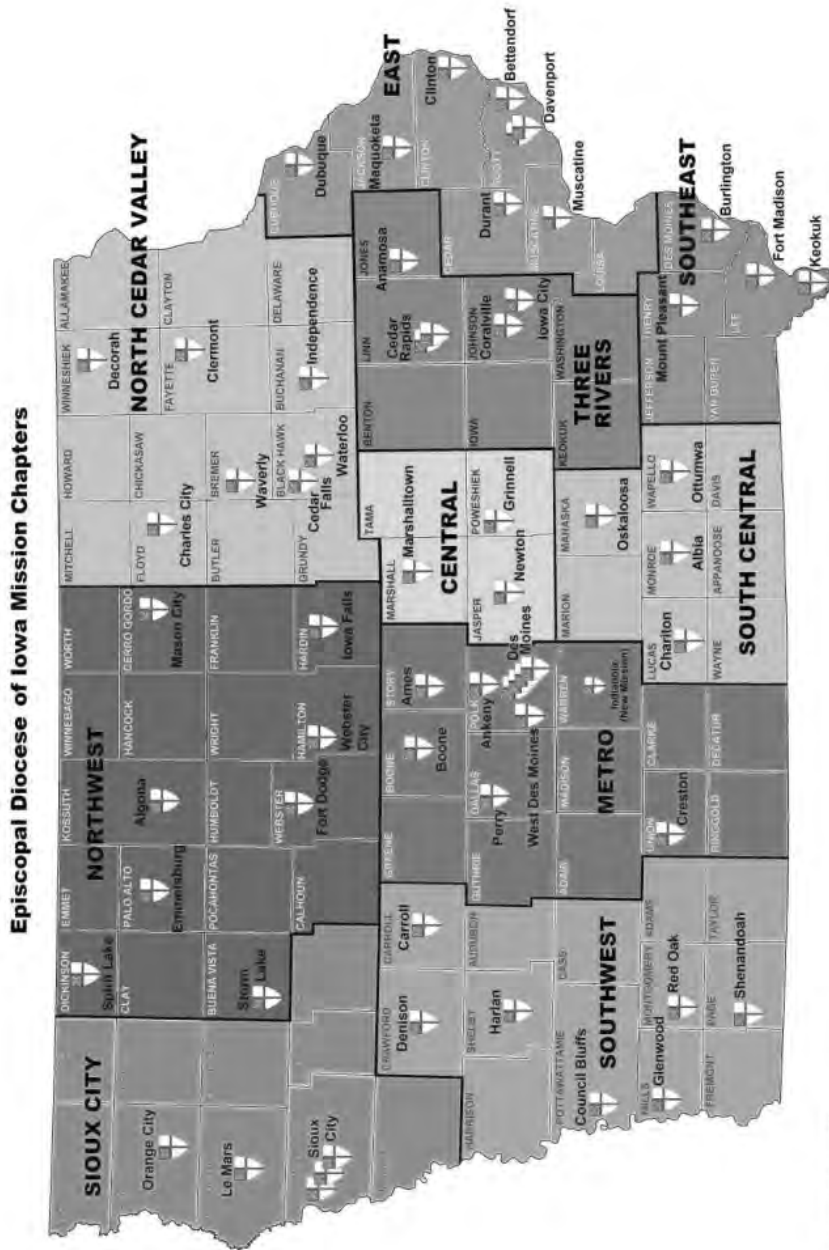 Episcopal Diocese of Iowa Mission Chapters
SIOUX CITY
Orange City
Le Mars
Sioux
City
NORTHWEST
DICKINSON
Spirit Lake
EMMET
KOSSUTH
WINNEBAGO
WORTH
CLAY
PALO ALTO
Emmetsburg
Algona
HANCOCK
CERRO GORDO
Mason City
BUENA VISTA
Storm
Lake
POCAHONTAS
HUMBOLDT
WRIGHT
FRANKLIN
CALHOUN
WEBSTER
Fort Dodge
HAMILTON
Webster
City
HARDIN
Iowa Falls
NORTH CEDAR VALLEY
MITCHELL
HOWARD
WINNESHIEK
ALLAMAKEE
Decorah
FLOYD
Charles City
CHICKASAW
FAYETTE
Clermont
CLAYTON
BUTLER
BREMER
Waverly
GRUNDY
BLACK HAWK
Cedar
Falls
Waterloo
BUCHANAN
Independence
DELAWARE
EAST
DUBUQUE
Dubuque
JACKSON
Maquoketa
CLINTON
Clinton
CEDAR
Durant
SCOTT
Bettendorf
Davenport
MUSCATINE
Muscatine
LOUISA
THREE
RIVERS
BENTON
LINN
Cedar
Rapids
JONES
Anamosa
IOWA
JOHNSON
Coralville
Iowa City
KEOKUK
WASHINGTON
CENTRAL
TAMA
MARSHALL
Marshalltown
JASPER
Newton
POWESHIEK
Grinnell
METRO
GREENE
BOONE
Boone
STORY
Ames
GUTHRIE
DALLAS
Perry
POLK
Ankeny
Des
Moines
West Des Moines
ADAIR
MADISON
WARREN
Indianola
(New Mission)
UNION
Creston
CLARKE
RINGGOLD
DECATUR
SOUTHWEST
CRAWFORD
Denison
CARROLL
Carroll
HARRISON
SHELBY
Harlan
AUDUBON
POTTAWATTAMIE
Council Bluffs
CASS
MILLS
Glenwood
MONTGOMERY
Red Oak
ADAMS
FREMONT
PAGE
Shenandoah
TAYLOR
SOUTH CENTRAL
MARION
MAHASKA
Oskaloosa
LUCAS
Chariton
MONROE
Albia
WAPELLO
Ottumwa
WAYNE
APPANOOSE
DAVIS
SOUTHEAST
JEFFERSON
HENRY
Mount Pleasant
DES MOINES
Burlington
VAN BUREN
LEE
Fort Madison
Keokuk